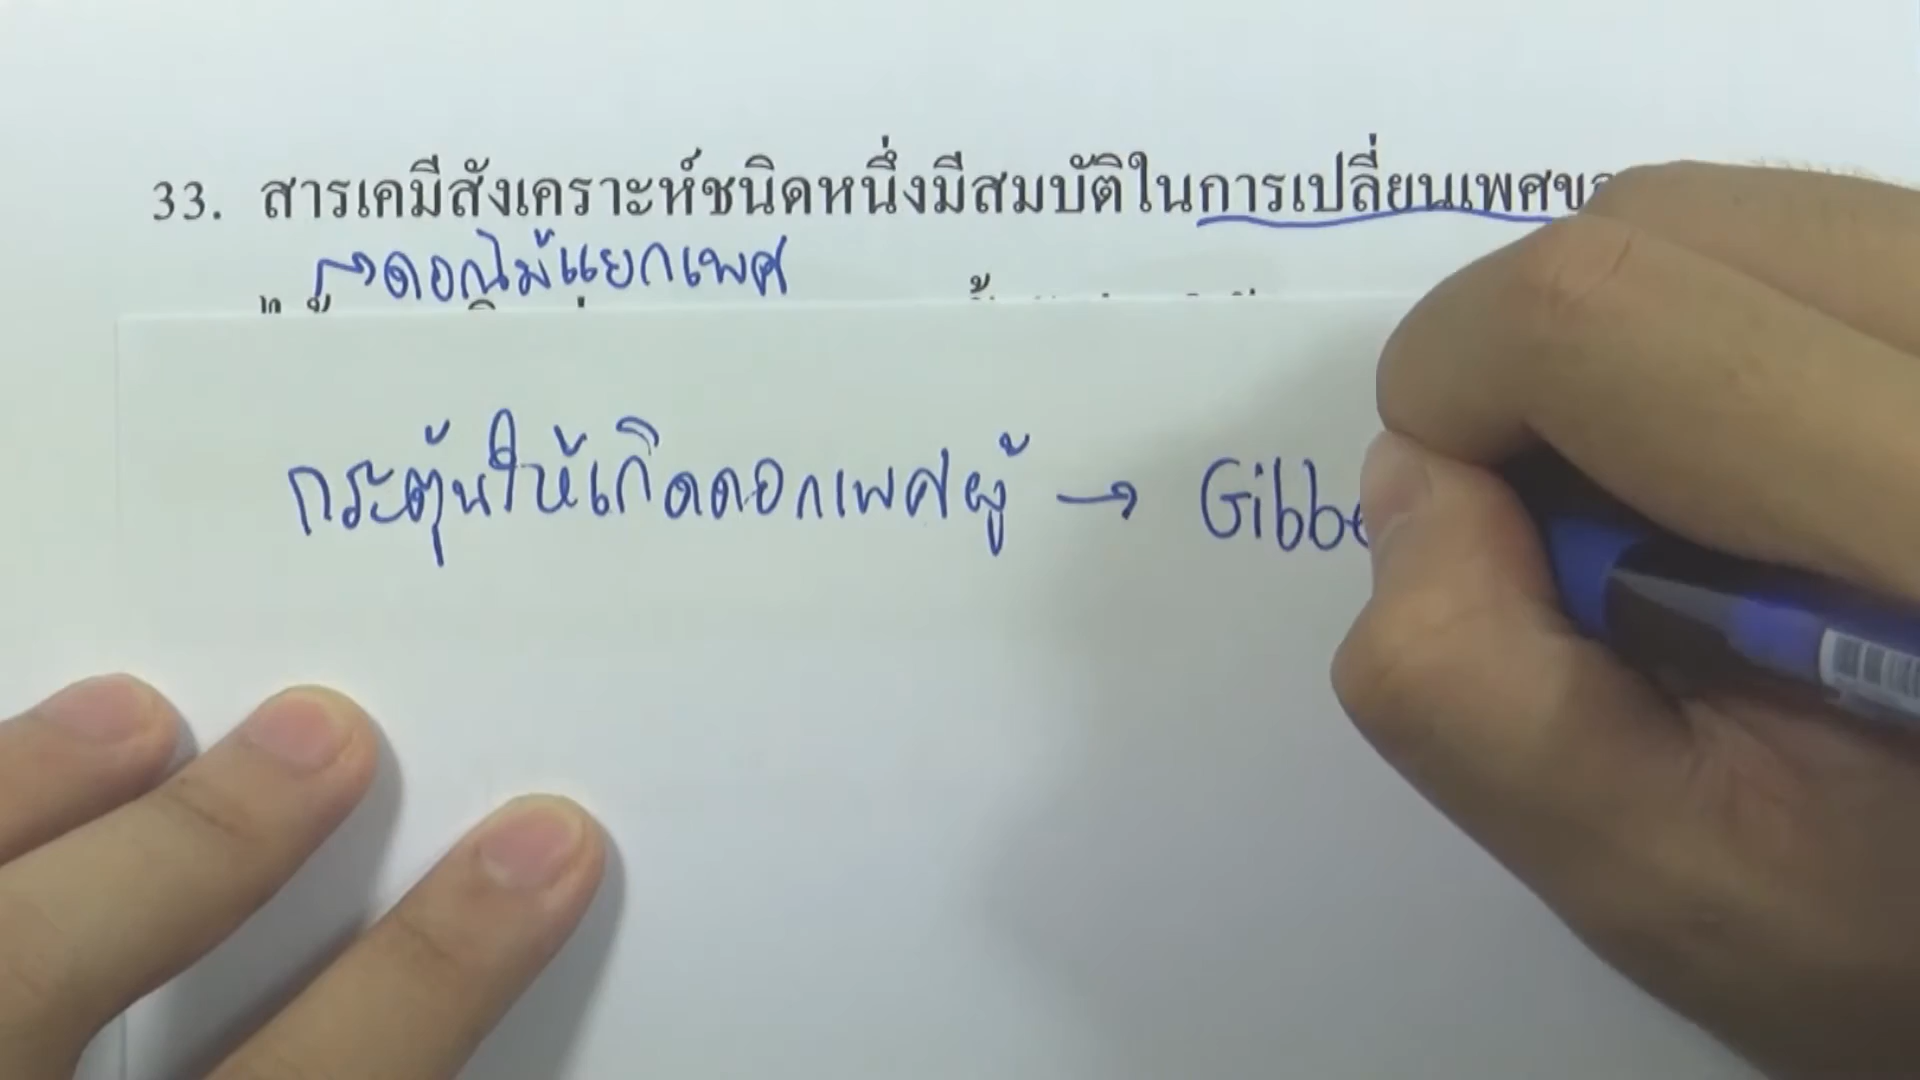 33. สารเคมีสังเคราะห์ชนิดหนึ่งมีสมบัติในการเปลี่ยนเพศข
→ดอกไม้แยกเพศ
กระตุ้นให้เกิดดอกเพศผู้ → Gibbe